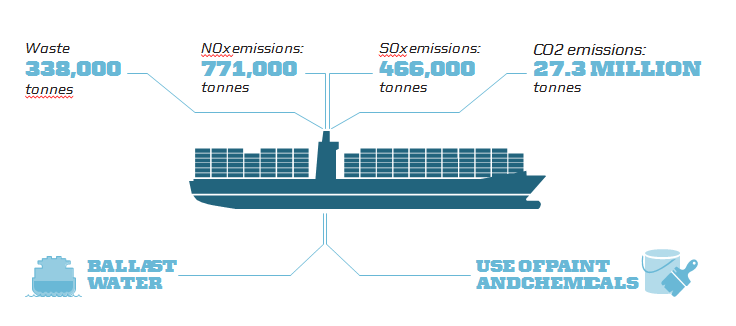 Waste
338,000
tonnes
NOxemissions:
771,000
tonnes
SOxemissions:
466,000
tonnes
CO2 emissions:
27.3 MILLION
tonnes
BALLAST
WATER
USE OFPAINT
ANDCHEMICALS